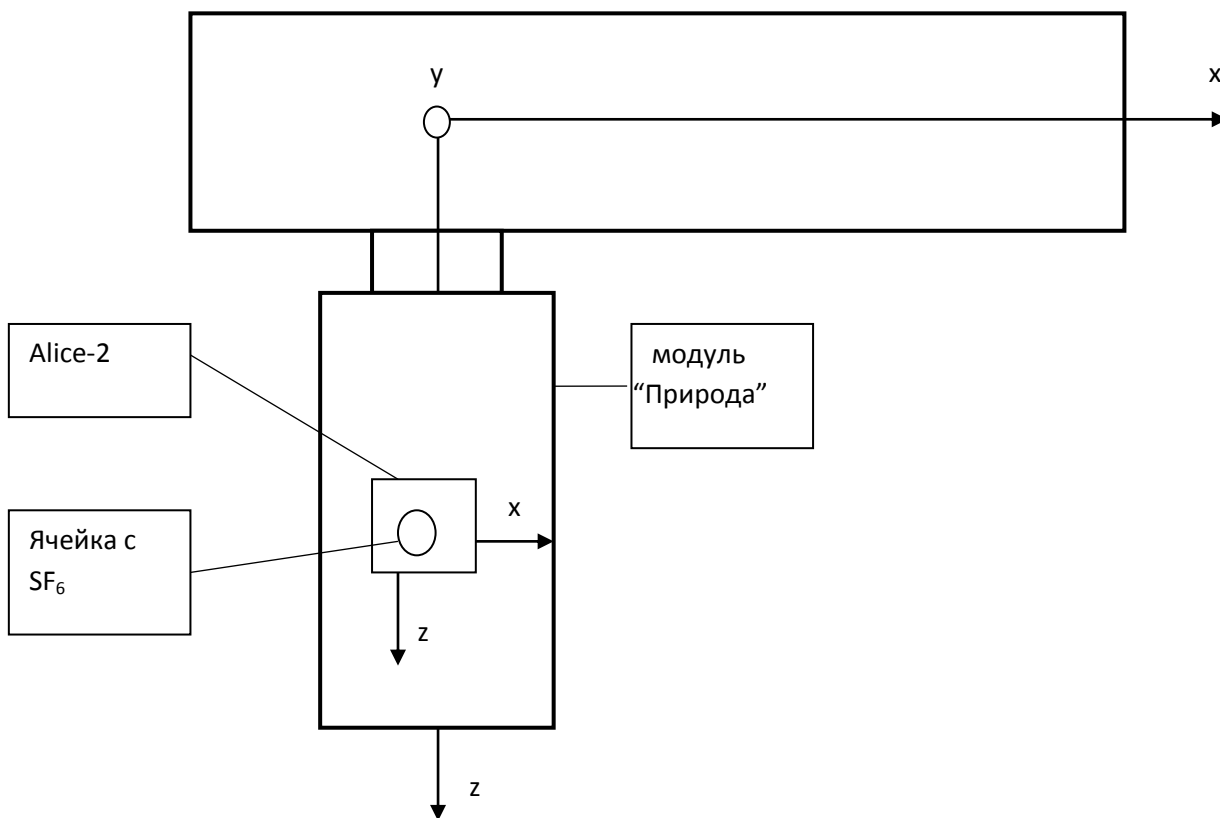 y
x
Alice-2
модуль
“Природа”
x
Ячейка с
SF₆
z
z